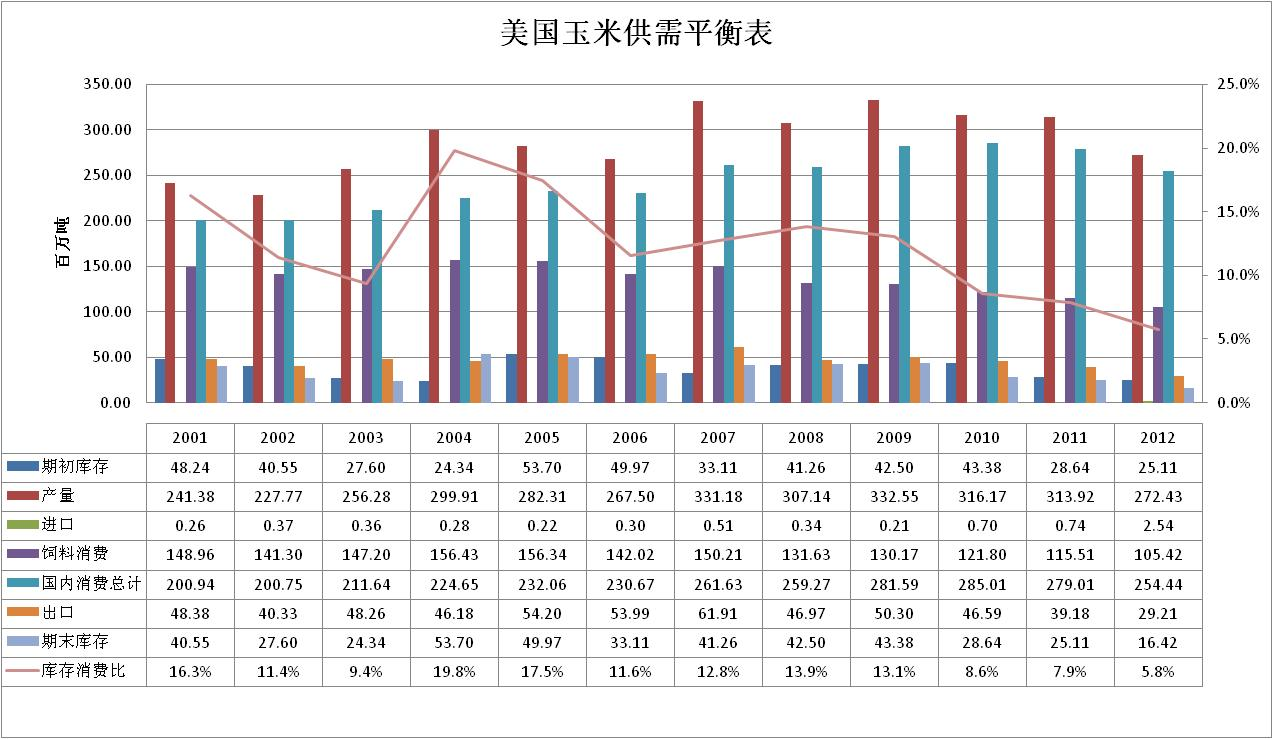 美国玉米供需平衡表
350.00
300.00
250.00
200.00
150.00
100.00
50.00
0.00
百万吨
25.0%
20.0%
15.0%
10.0%
5.0%
0.0%
2001 2002 2003 2004 2005 2006 2007 2008 2009 2010 2011 2012
期初库存 48.24 40.55 27.60 24.34 53.70 49.97 33.11 41.26 42.50 43.38 28.64 25.11
产量 241.38 227.77 256.28 299.91 282.31 267.50 331.18 307.14 332.55 316.17 313.92 272.43
进口 0.26 0.37 0.36 0.28 0.22 0.30 0.51 0.34 0.21 0.70 0.74 2.54
饲料消费 148.96 141.30 147.20 156.43 156.34 142.02 150.21 131.63 130.17 121.80 115.51 105.42
国内消费总计 200.94 200.75 211.64 224.65 232.06 230.67 261.63 259.27 281.59 285.01 279.01 254.44
出口 48.38 40.33 48.26 46.18 54.20 53.99 61.91 46.97 50.30 46.59 39.18 29.21
期末库存 40.55 27.60 24.34 53.70 49.97 33.11 41.26 42.50 43.38 28.64 25.11 16.42
库存消费比 16.3% 11.4% 9.4% 19.8% 17.5% 11.6% 12.8% 13.9% 13.1% 8.6% 7.9% 5.8%